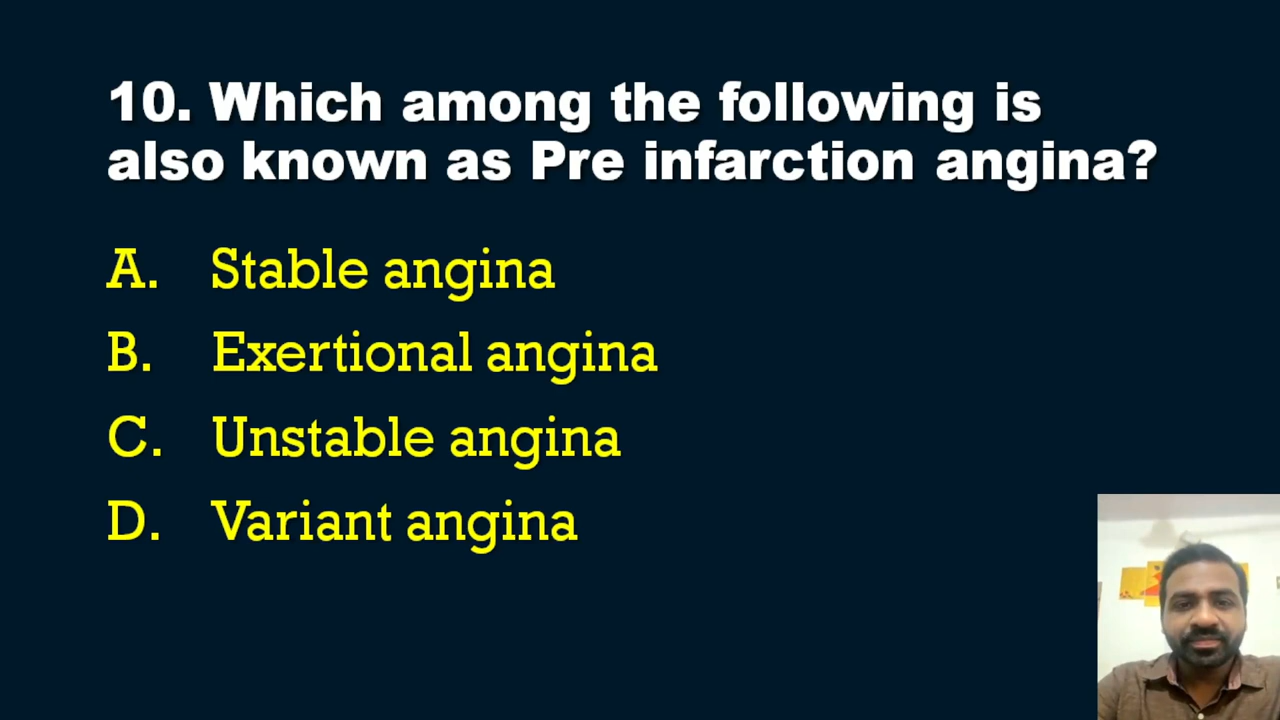 10. Which among the following is
also known as Pre infarction angina?
A. Stable angina
B. Exertional angina
C. Unstable angina
D. Variant angina